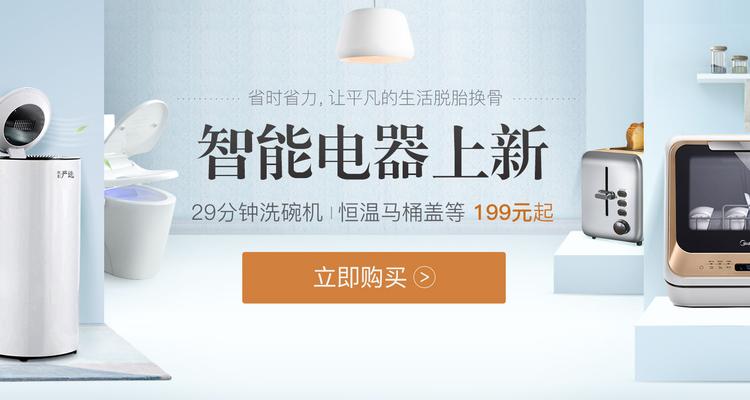 省时省力，让平凡的生活脱胎换骨
智能电器上新
29分钟洗碗机 | 恒温马桶盖等 199元起
立即购买 >
严选